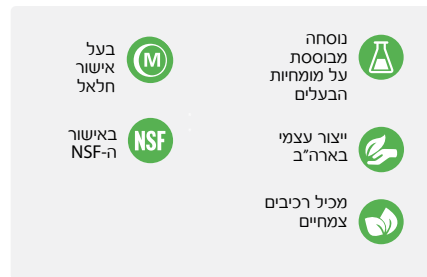 נוסחה
מבוססת
על מומחיות
הבעלים
ייצור עצמי
בארה״ב
מכיל רכיבים
צמחיים
בעל
אישור
חלאל
M
באישור
ה-NSF
NSF